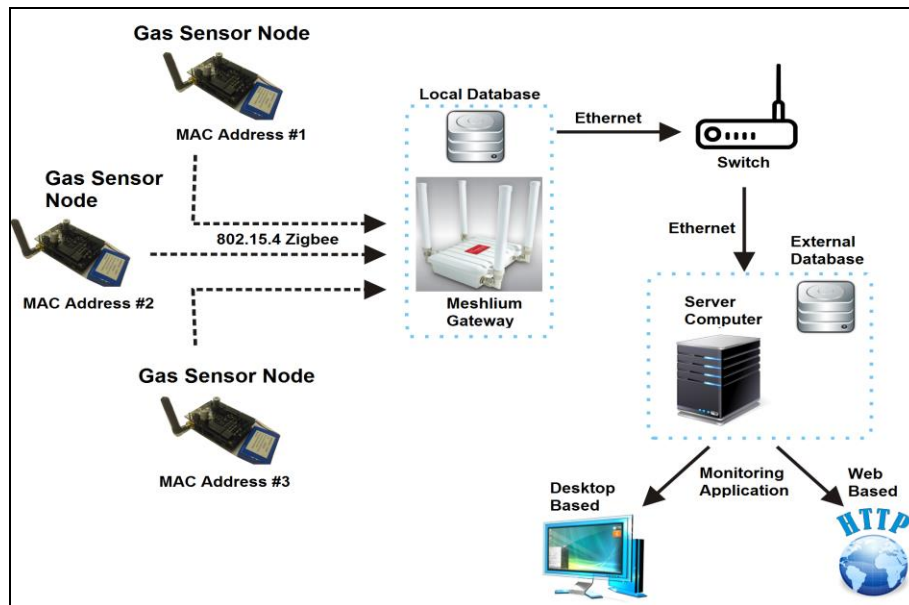 Gas Sensor Node
MAC Address #1
Gas Sensor
Node
MAC Address #2
Gas Sensor Node
MAC Address #3
802.15.4 Zigbee
Local Database
Meshlium
Gateway
Ethernet
Switch
Ethernet
External
Database
Server
Computer
Monitoring
Application
Desktop
Based
Web
Based
HTTP